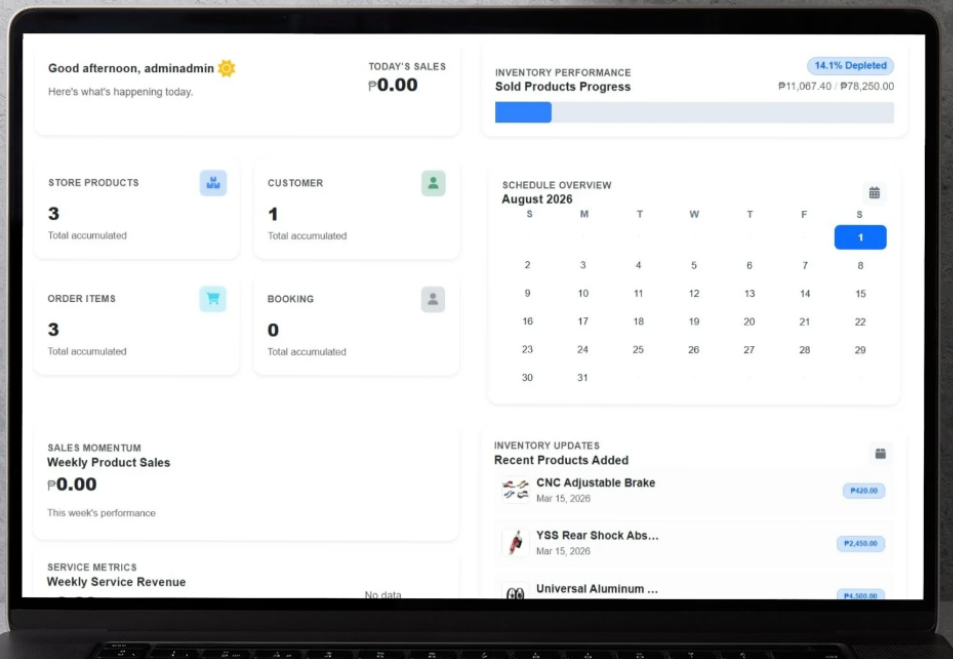 Good afternoon, adminadmin
Here's what's happening today.
TODAY'S SALES
₱0.00
INVENTORY PERFORMANCE
Sold Products Progress
14.1% Depleted
₱11,067.40 / ₱78,250.00
STORE PRODUCTS
3
Total accumulated
CUSTOMER
1
Total accumulated
ORDER ITEMS
3
Total accumulated
BOOKING
0
Total accumulated
SCHEDULE OVERVIEW
August 2026
S M T W T F S
1
2 3 4 5 6 7 8
9 10 11 12 13 14 15
16 17 18 19 20 21 22
23 24 25 26 27 28 29
30 31
SALES MOMENTUM
Weekly Product Sales
₱0.00
This week's performance
SERVICE METRICS
Weekly Service Revenue
No data
INVENTORY UPDATES
Recent Products Added
CNC Adjustable Brake
Mar 15, 2026
₱420.00
YSS Rear Shock Abs...
Mar 15, 2026
₱2,450.00
Universal Aluminum ...
₱4,500.00